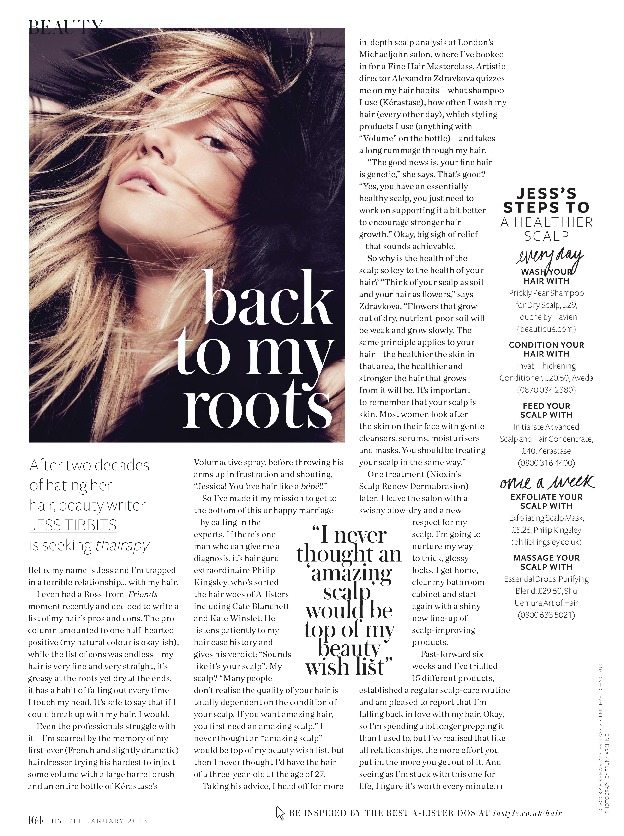 BEAUTY
back
to my
roots
After two decades
of hating her
hair, beauty writer
JESS TIBBITS
is seeking thairapy
Hello, my name is Jess and I'm trapped
in a terrible relationship... with my hair.
I even had a Ross-from-Friends
moment recently and decided to write a
list of my hair's pros and cons. The pro
column amounted to one half-hearted
positive (my natural colour is okay-ish),
while the list of cons was endless – my
hair is very fine and very straight, it's
greasy at the roots yet dry at the ends,
it has a habit of falling out every time
I touch my head. It's safe to say that if I
could break up with my hair, I would.
Even the professionals struggle with
it – I'm scarred by the memory of my
first-ever (French and slightly dramatic)
hairdresser trying his hardest to inject
some volume with a large barrel brush
and an entire bottle of Kérastase's
Volumactive spray, before throwing his
arms up in frustration and shouting,
"Jessica! You 'ave hair like a bébé!"
So I've made it my mission to get to
the bottom of this unhappy marriage
– by calling in the
experts. If there's one
man who can give me a
diagnosis, it's hair guru
extraordinaire Philip
Kingsley, who's sorted
the hair woes of A-listers
including Cate Blanchett
and Kate Winslet. He
listens patiently to my
hair case history and
gives his verdict: "Sounds
like it's your scalp". My
scalp? "Many people
don't realise the quality of your hair is
totally dependent on the condition of
your scalp. If you want amazing hair,
you first need an amazing scalp." I
never thought an "amazing scalp"
would be top of my beauty wish list, but
then I never thought I'd have the hair
of a three-year-old at the age of 27.
Taking his advice, I head off for more
"I never
thought an
'amazing
scalp'
would be
top of my
beauty
wish list"
in-depth scalp analysis at London's
Michaeljohn salon, where I've booked
in for a Fine Hair Masterclass. Artistic
director Alexandra Zdravkova quizzes
me on my hair habits – what shampoo
I use (Kérastase), how often I wash my
hair (every other day), which styling
products I use (anything with
"Volume" on the bottle) – and takes
a long rummage through my hair.
"The good news is, your fine hair
is genetic," she says. That's good?
"Yes, you have an essentially
healthy scalp, you just need to
work on supporting it a bit better
to encourage stronger hair
growth." Okay, big sigh of relief
– that sounds achievable.
So why is the health of the
scalp so key to the health of your
hair? "Think of your scalp as soil
and your hair as flowers," says
Zdravkova. "Flowers that grow
out of dry, nutrient-poor soil will
be weak and grow slowly. The
same principle applies to your
hair – the healthier the skin in
that area, the healthier and
stronger the hair that grows
from it will be. It's important
to remember that your scalp is
skin. Most women look after
the skin on their face with gentle
cleansers, serums, moisturisers
and masks. You should be treating
your scalp in the same way."
One treatment (Nioxin's
Scalp Renew Dermabrasion)
later, I leave the salon with a
swishy blow-dry and a new
respect for my
scalp. I'm going to
nurture my way
to thick, glossy
locks. I get home,
clear my bathroom
cabinet and start
again with a shiny
new line-up of
scalp-improving
products.
Fast-forward six
weeks and I've trialled
15 different products,
established a regular scalp-care routine
and am pleased to report that I'm
falling back in love with my hair. Okay,
so I'm spending a bit longer prepping it
than I used to, but I've realised that like
all relationships, the more effort you
put in, the more you get out of it. And
seeing as I'm stuck with this one for
life, I figure it's worth every minute.
JESS'S
STEPS TO
A HEALTHIER
SCALP
everyday
WASH YOUR
HAIR WITH
Prickly Pear Shampoo
for Dry Scalp, £29,
Louche by Tavien
(beautique.com)
CONDITION YOUR
HAIR WITH
Invati Thickening
Conditioner, £20.50, Aveda
(0870 034 2380)
FEED YOUR
SCALP WITH
Initialiste Advanced
Scalp and Hair Concentrate,
£40, Kérastase
(0800 316 4400)
once a week
EXFOLIATE YOUR
SCALP WITH
Exfoliating Scalp Mask,
Philip Kingsley
(philipkingsley.co.uk)
MASSAGE YOUR
SCALP WITH
Essential Drops Purifying
Blend, £29.50, Shu
Uemura Art of Hair
BE INSPIRED BY THE BEST A-LISTER DOS AT instyle.co.uk/hair
JANUARY